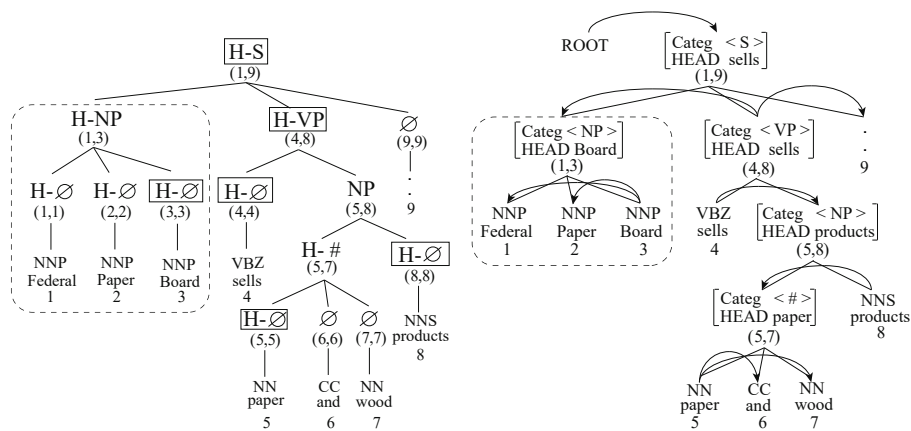 H-S
(1,9)
H-NP
(1,3)
H-VP
(4,8)
∅
(9,9)
H-∅
(1,1)
H-∅
(2,2)
H-∅
(3,3)
H-∅
(4,4)
NP
(5,8)
.
.
9
NNP
Federal
1
NNP
Paper
2
NNP
Board
3
VBZ
sells
4
H- #
(5,7)
H-∅
(8,8)
H-∅
(5,5)
∅
(6,6)
∅
(7,7)
NNS
products
8
NN
paper
5
CC
and
6
NN
wood
7
ROOT
[Categ < S >
HEAD sells]
(1,9)
[Categ < NP >
HEAD Board]
(1,3)
[Categ < VP >
HEAD sells]
(4,8)
.
.
9
NNP
Federal
1
NNP
Paper
2
NNP
Board
3
VBZ
sells
4
[Categ < NP >
HEAD products]
(5,8)
[Categ < # >
HEAD paper]
(5,7)
NNS
products
8
NN
paper
5
CC
and
6
NN
wood
7